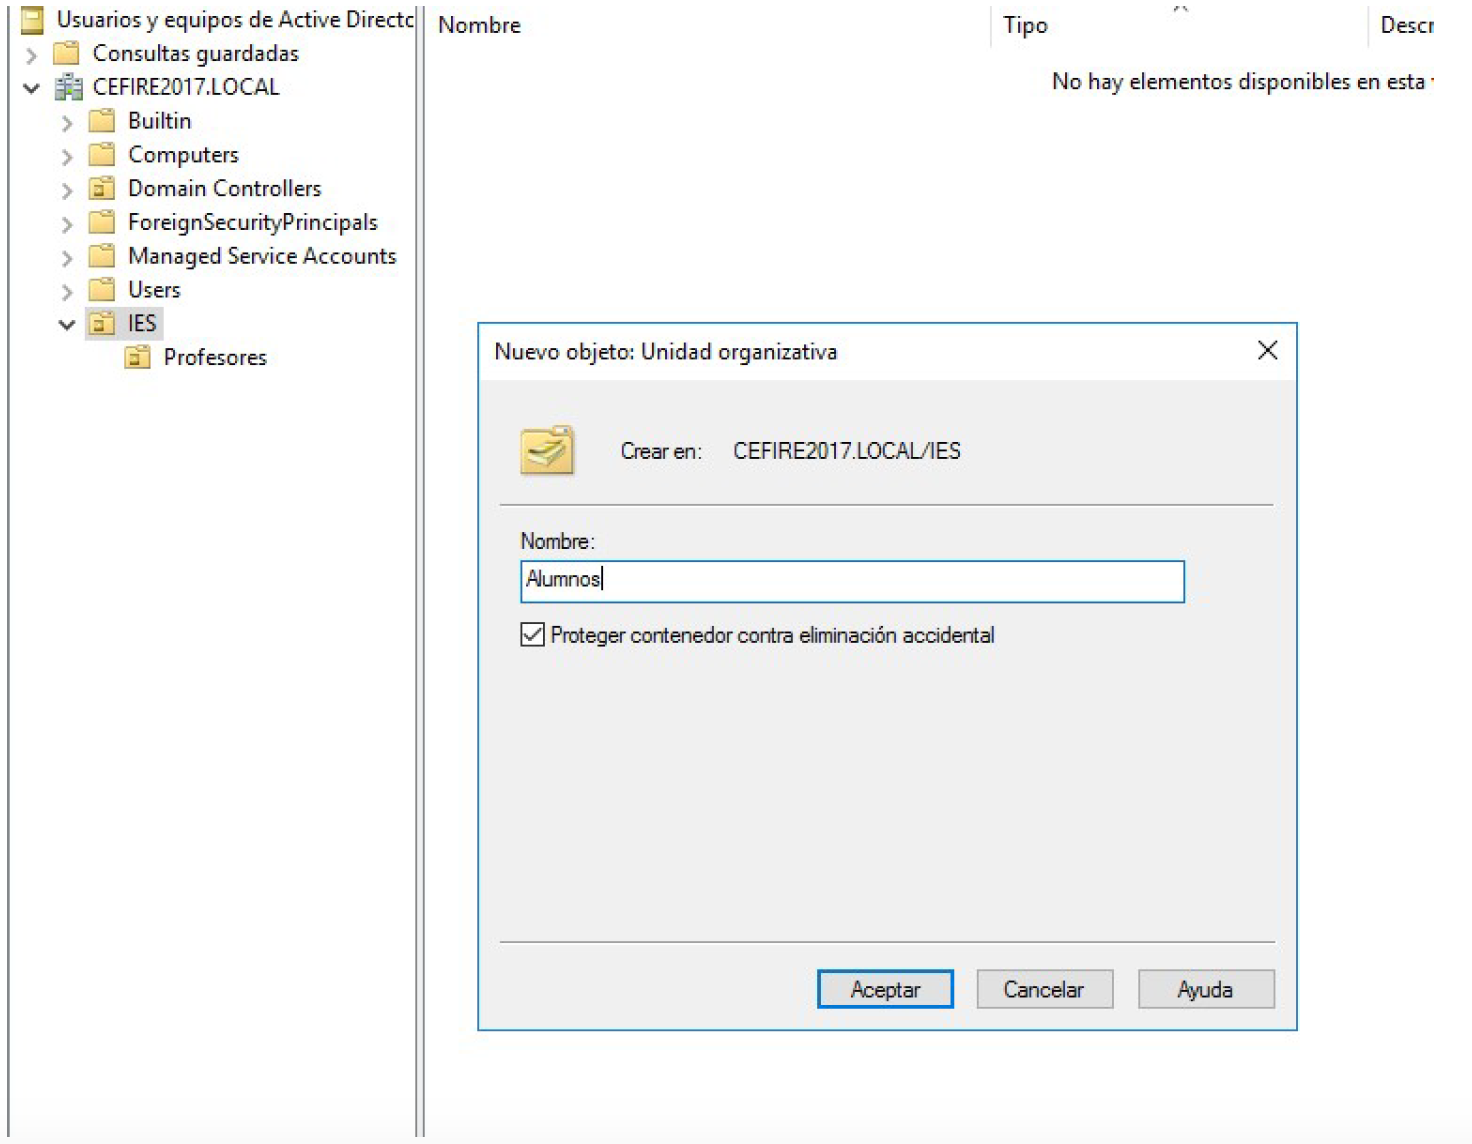 Usuarios y equipos de Active Directo
Consultas guardadas
CEFIRE2017.LOCAL
Builtin
Computers
Domain Controllers
ForeignSecurityPrincipals
Managed Service Accounts
Users
IES
Profesores
Nombre Tipo Descr
No hay elementos disponibles en esta
Nuevo objeto: Unidad organizativa
Crear en: CEFIRE2017.LOCAL/IES
Nombre:
Alumnos
Proteger contenedor contra eliminación accidental
Aceptar Cancelar Ayuda